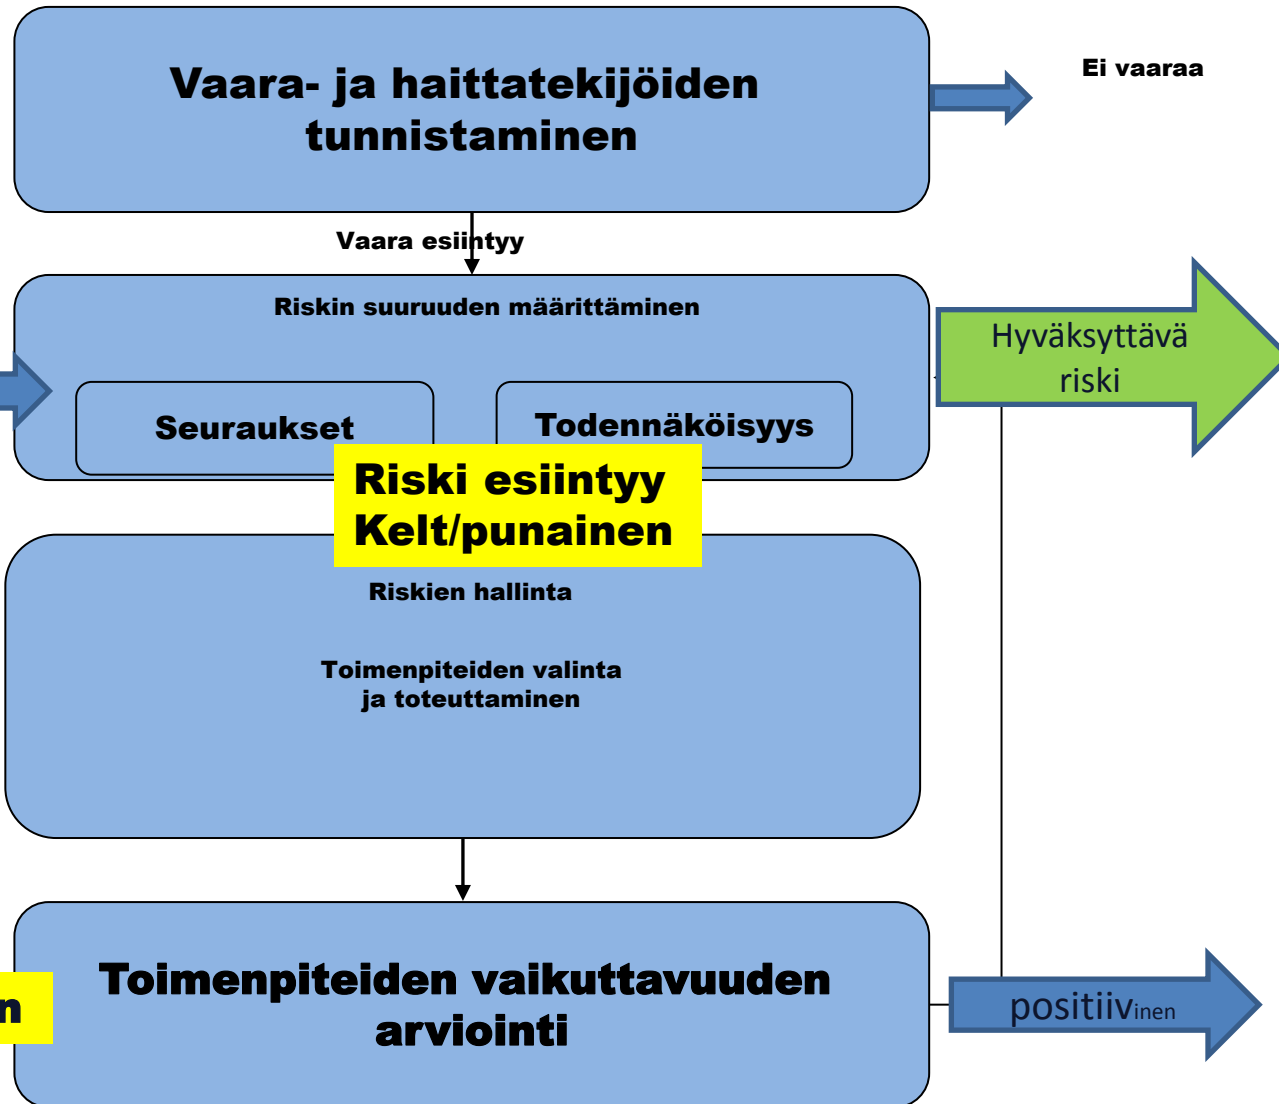 Vaara- ja haittatekijöiden
tunnistaminen
Ei vaaraa
Vaara esiintyy
Riskin suuruuden määrittäminen
Hyväksyttävä
riski
Seuraukset
Todennäköisyys
Riski esiintyy
Kelt/punainen
Riskien hallinta
Toimenpiteiden valinta
ja toteuttaminen
Toimenpiteiden vaikuttavuuden
arviointi
positiivinen